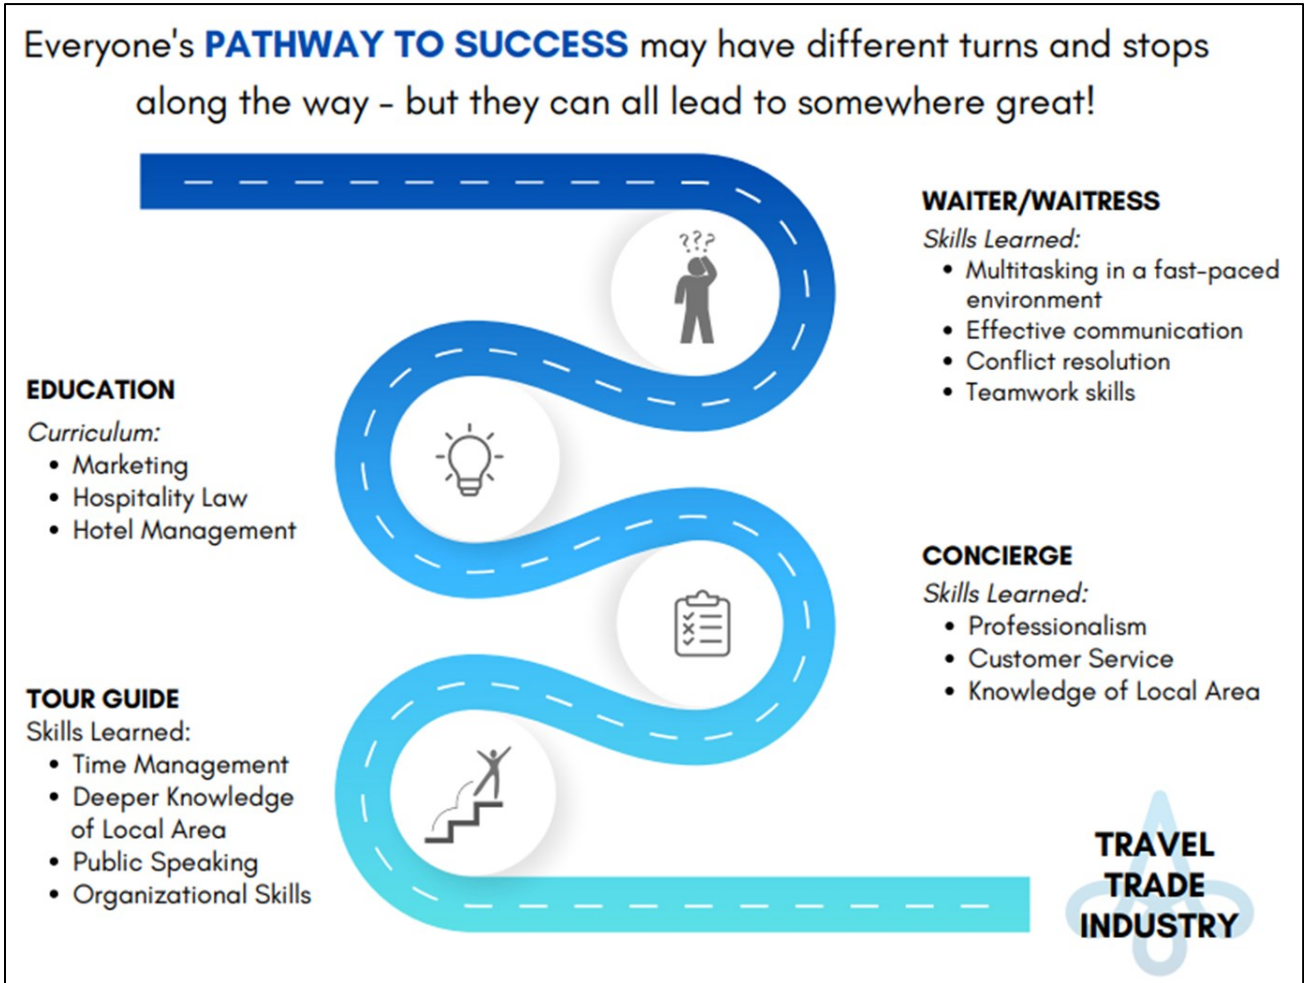 Everyone's PATHWAY TO SUCCESS may have different turns and stops
along the way - but they can all lead to somewhere great!
???
WAITER/WAITRESS
Skills Learned:
• Multitasking in a fast-paced
environment
• Effective communication
• Conflict resolution
• Teamwork skills
EDUCATION
Curriculum:
• Marketing
• Hospitality Law
• Hotel Management
CONCIERGE
Skills Learned:
• Professionalism
• Customer Service
• Knowledge of Local Area
TOUR GUIDE
Skills Learned:
• Time Management
• Deeper Knowledge
of Local Area
• Public Speaking
• Organizational Skills
TRAVEL
TRADE
INDUSTRY